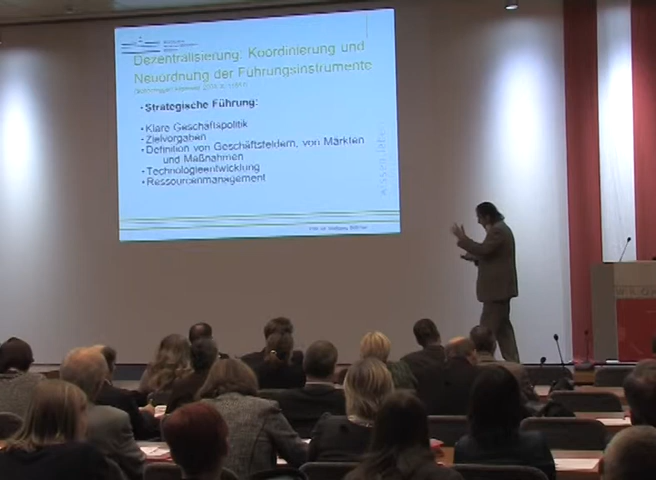 Dezentralisierung: Koordinierung und
Neuordnung der Führungsinstrumente
• Strategische Führung:
• Klare Geschäftspolitik
• Zielvorgaben
• Definition von Geschäftsfeldern, von Märkten
und Maßnahmen
• Technologieentwicklung
• Ressourcenmanagement